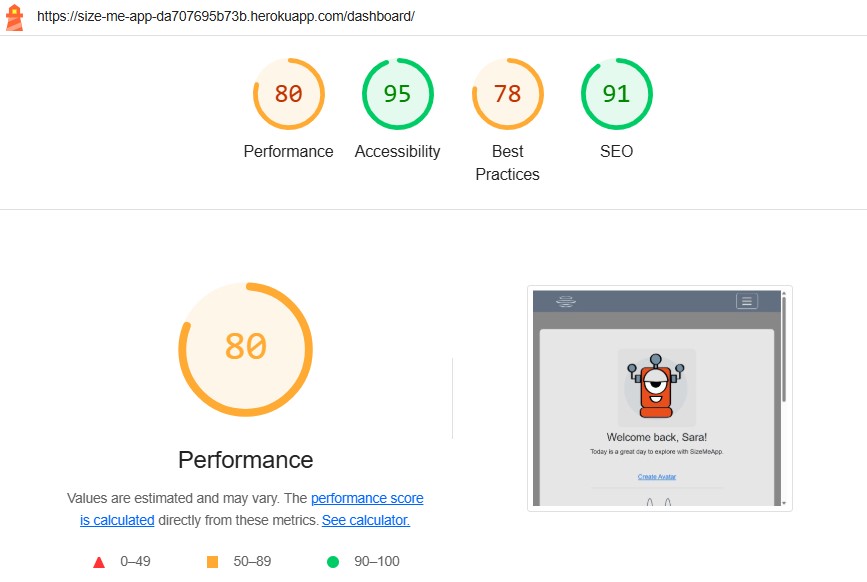 https://size-me-app-da707695b73b.herokuapp.com/dashboard/
80 95 78 91
Performance Accessibility Best Practices SEO
80
Performance
Values are estimated and may vary. The performance score
is calculated directly from these metrics. See calculator.
0–49 50–89 90–100
Welcome back, Sara!
Today is a great day to explore with SizeMeApp.
Create Avatar